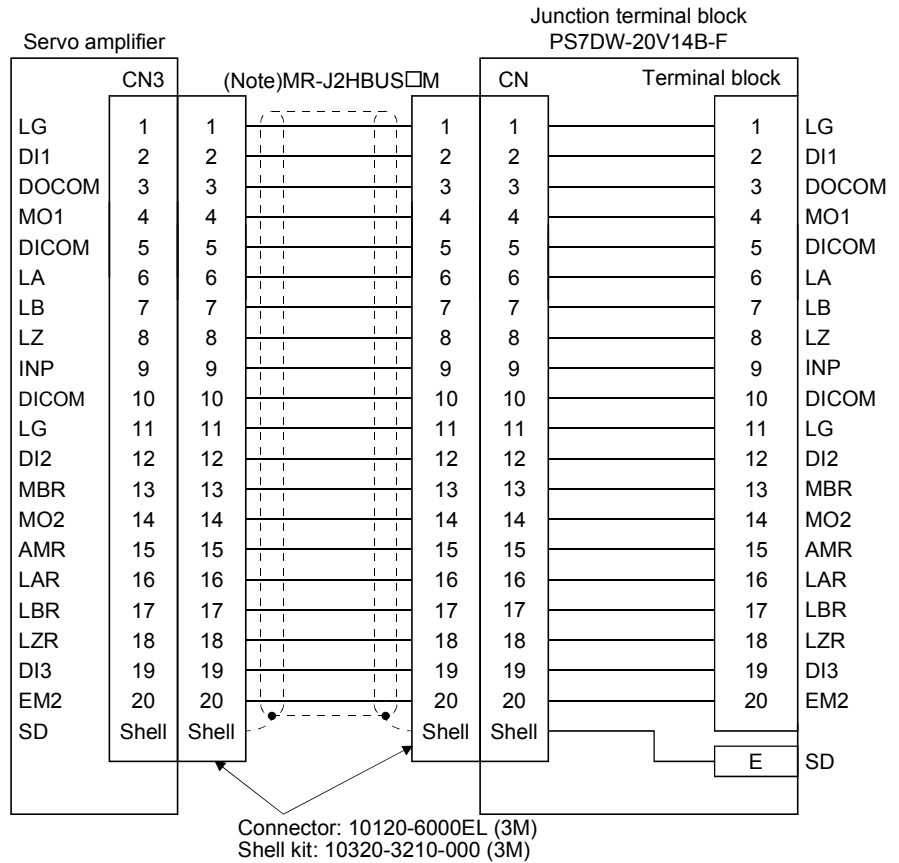 Junction terminal block
Servo amplifier PS7DW-20V14B-F
CN3 (Note)MR-J2HBUS□M CN Terminal block
LG 1 1 1 1 1 LG
DI1 2 2 2 2 2 DI1
DOCOM 3 3 3 3 3 DOCOM
MO1 4 4 4 4 4 MO1
DICOM 5 5 5 5 5 DICOM
LA 6 6 6 6 6 LA
LB 7 7 7 7 7 LB
LZ 8 8 8 8 8 LZ
INP 9 9 9 9 9 INP
DICOM 10 10 10 10 10 DICOM
LG 11 11 11 11 11 LG
DI2 12 12 12 12 12 DI2
MBR 13 13 13 13 13 MBR
MO2 14 14 14 14 14 MO2
AMR 15 15 15 15 15 AMR
LAR 16 16 16 16 16 LAR
LBR 17 17 17 17 17 LBR
LZR 18 18 18 18 18 LZR
DI3 19 19 19 19 19 DI3
EM2 20 20 20 20 20 EM2
SD Shell Shell Shell Shell
E SD
Connector: 10120-6000EL (3M)
Shell kit: 10320-3210-000 (3M)